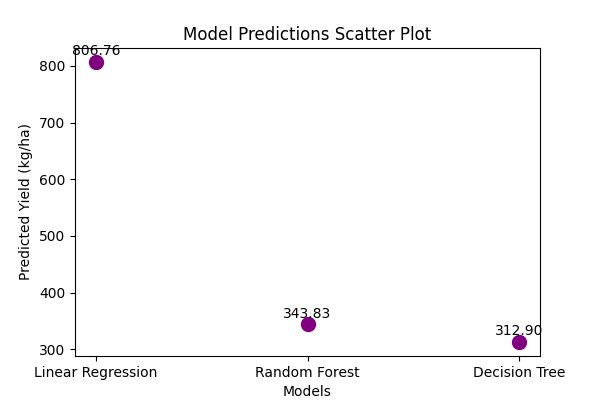 Model Predictions Scatter Plot
806.76
800
700
600
500
400
300
Predicted Yield (kg/ha)
343.83
312.90
Linear Regression Random Forest Decision Tree
Models